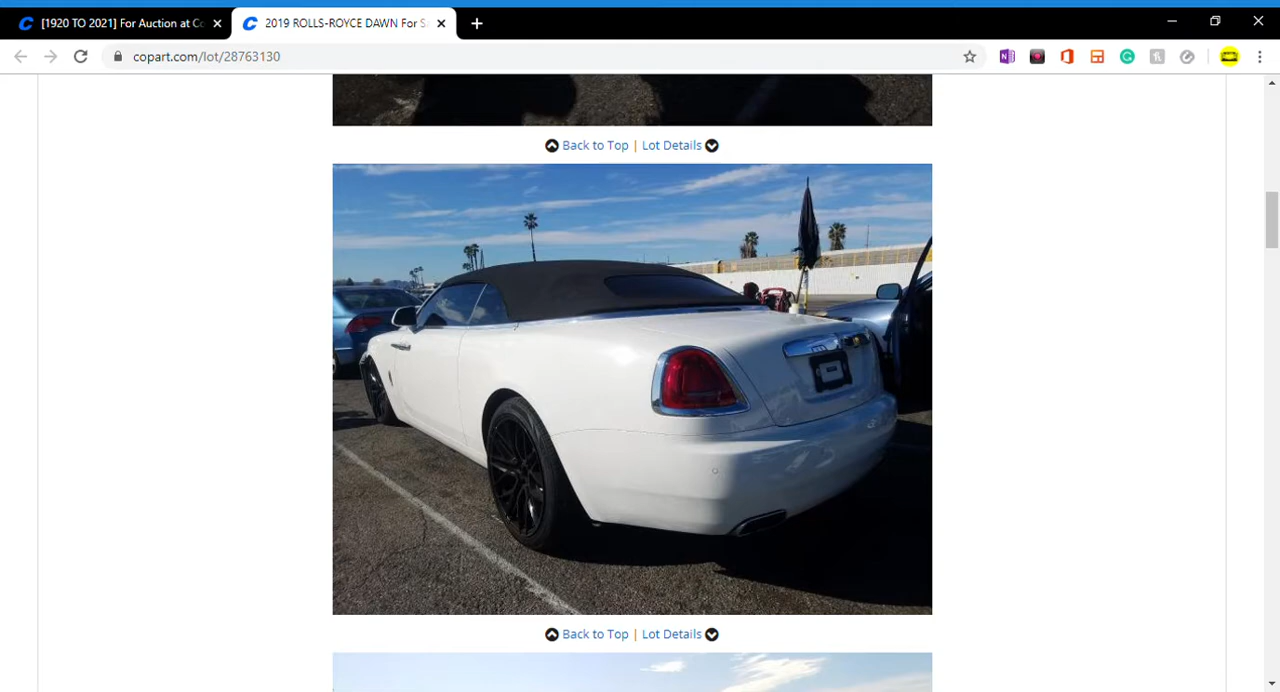 [1920 TO 2021] For Auction at Co
2019 ROLLS-ROYCE DAWN For S
copart.com/lot/28763130
Back to Top | Lot Details
Back to Top | Lot Details